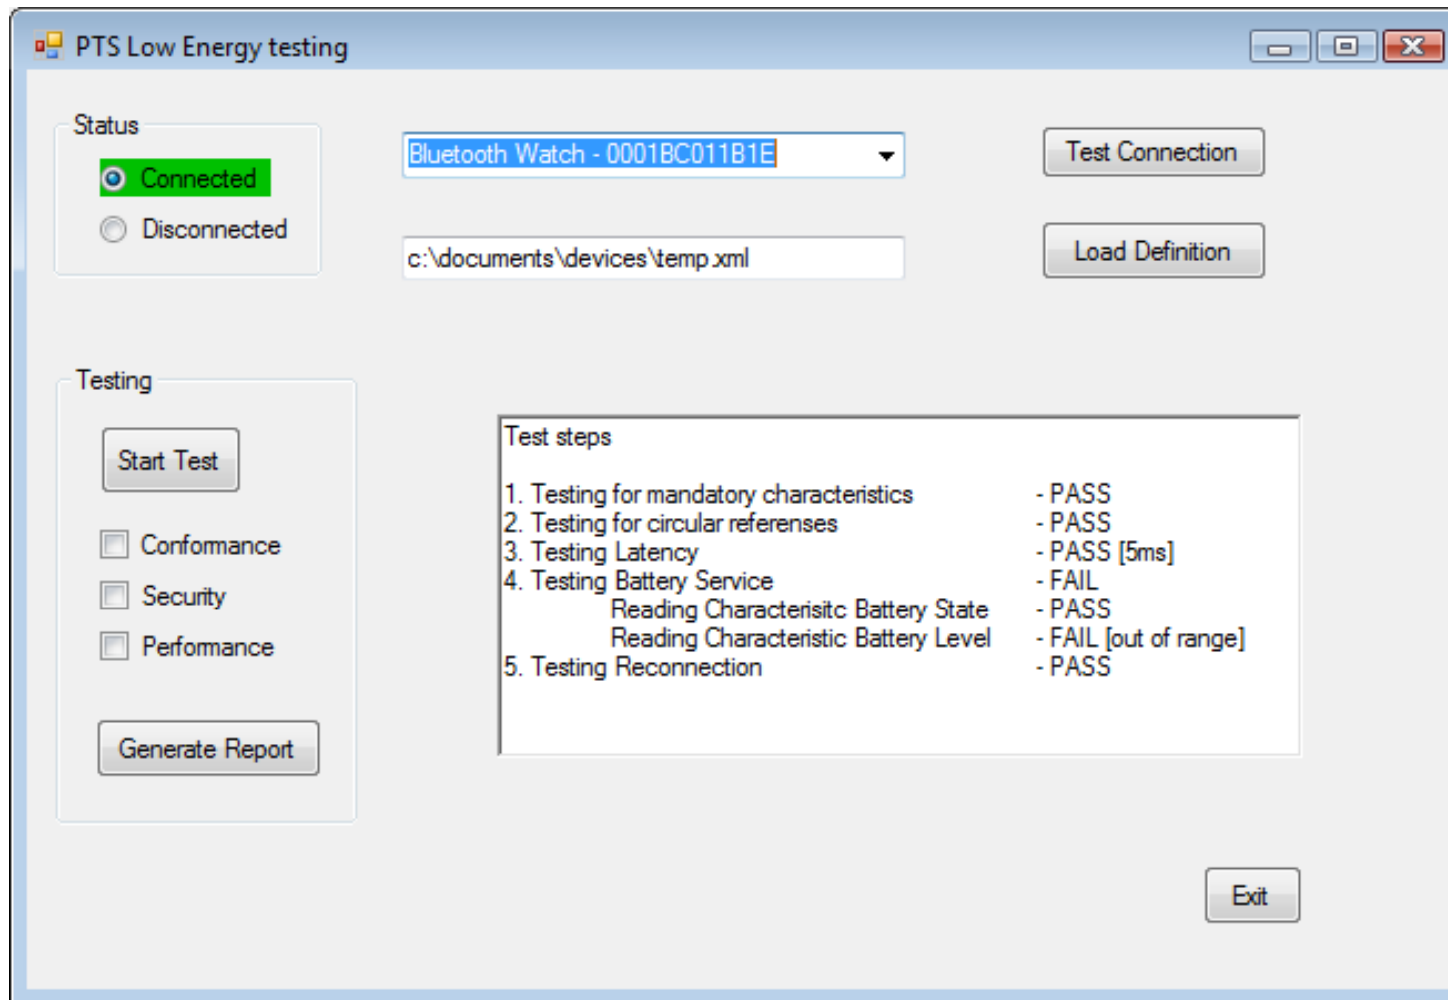 PTS Low Energy testing
Status
Connected
Disconnected
Bluetooth Watch - 0001BC011B1E
Test Connection
c:\documents\devices\temp.xml
Load Definition
Testing
Start Test
Conformance
Security
Performance
Generate Report
Test steps
1. Testing for mandatory characteristics - PASS
2. Testing for circular referenses - PASS
3. Testing Latency - PASS [5ms]
4. Testing Battery Service - FAIL
Reading Characterisitc Battery State - PASS
Reading Characteristic Battery Level - FAIL [out of range]
5. Testing Reconnection - PASS
Exit